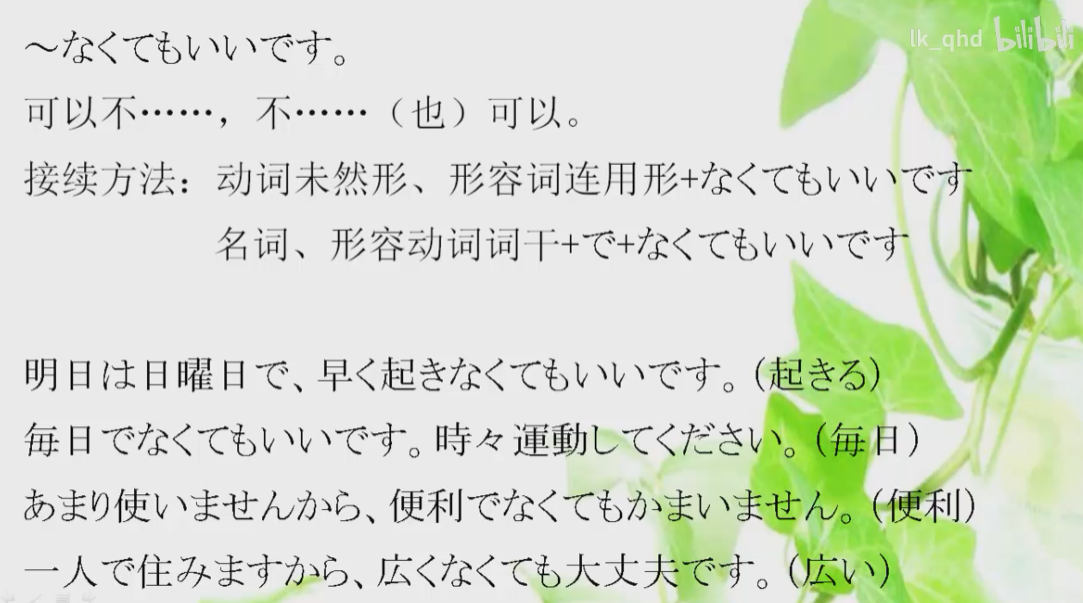 ～なくてもいいです。
可以不……，不……（也）可以。
接续方法：动词未然形、形容词连用形+なくてもいいです
名词、形容动词词干+で+なくてもいいです
明日は日曜日で、早く起きなくてもいいです。(起きる)
毎日でなくてもいいです。時々運動してください。(毎日)
あまり使いませんから、便利でなくてもかまいません。(便利)
一人で住みますから、広くなくても大丈夫です。(広い)
lk_qhd bilibili